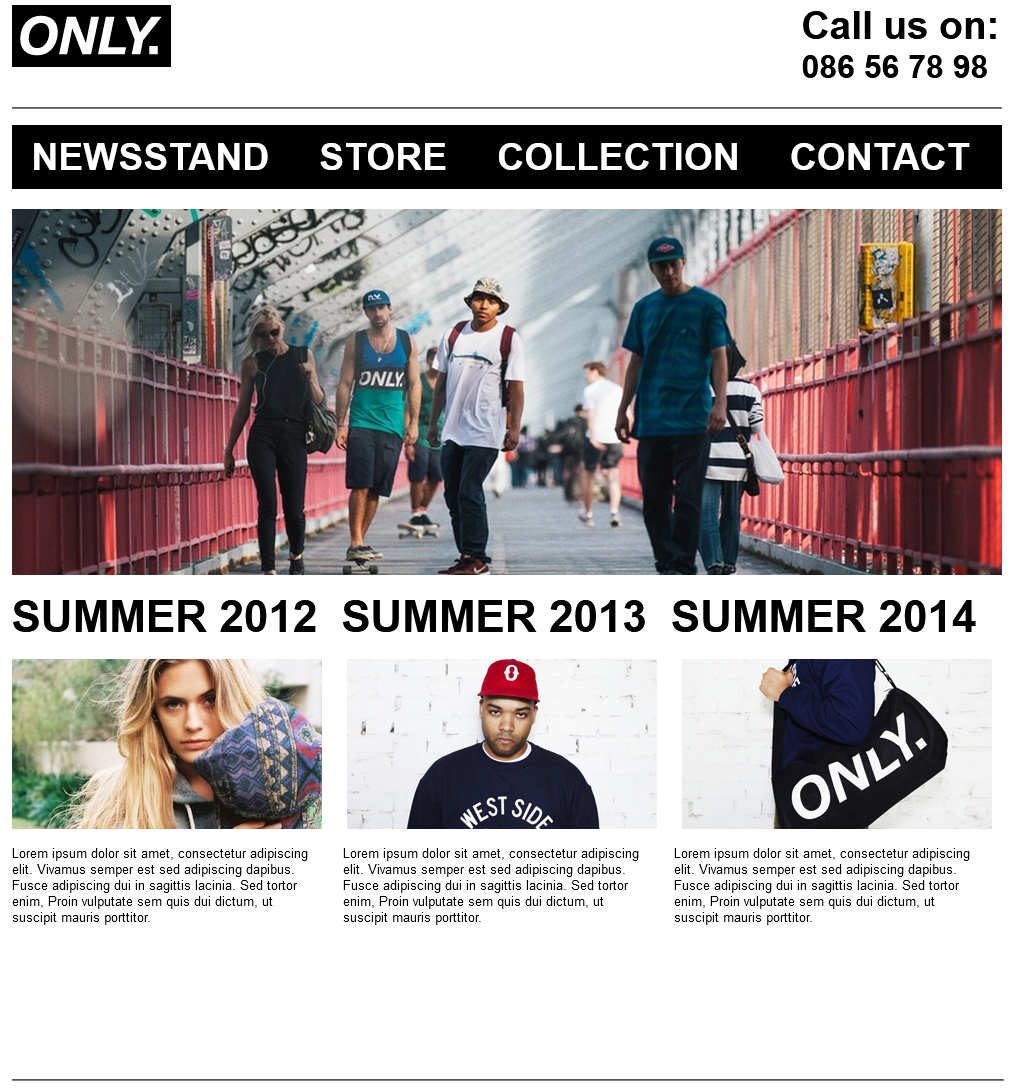 ONLY.
Call us on:
086 56 78 98
NEWSSTAND STORE COLLECTION CONTACT
N.Y.
ONLY.
SUMMER 2012 SUMMER 2013 SUMMER 2014
O
WEST SIDE
ONLY.
Lorem ipsum dolor sit amet, consectetur adipiscing
elit. Vivamus semper est sed adipiscing dapibus.
Fusce adipiscing dui in sagittis lacinia. Sed tortor
enim, Proin vulputate sem quis dui dictum, ut
suscipit mauris porttitor.
Lorem ipsum dolor sit amet, consectetur adipiscing
elit. Vivamus semper est sed adipiscing dapibus.
Fusce adipiscing dui in sagittis lacinia. Sed tortor
enim, Proin vulputate sem quis dui dictum, ut
suscipit mauris porttitor.
Lorem ipsum dolor sit amet, consectetur adipiscing
elit. Vivamus semper est sed adipiscing dapibus.
Fusce adipiscing dui in sagittis lacinia. Sed tortor
enim, Proin vulputate sem quis dui dictum, ut
suscipit mauris porttitor.